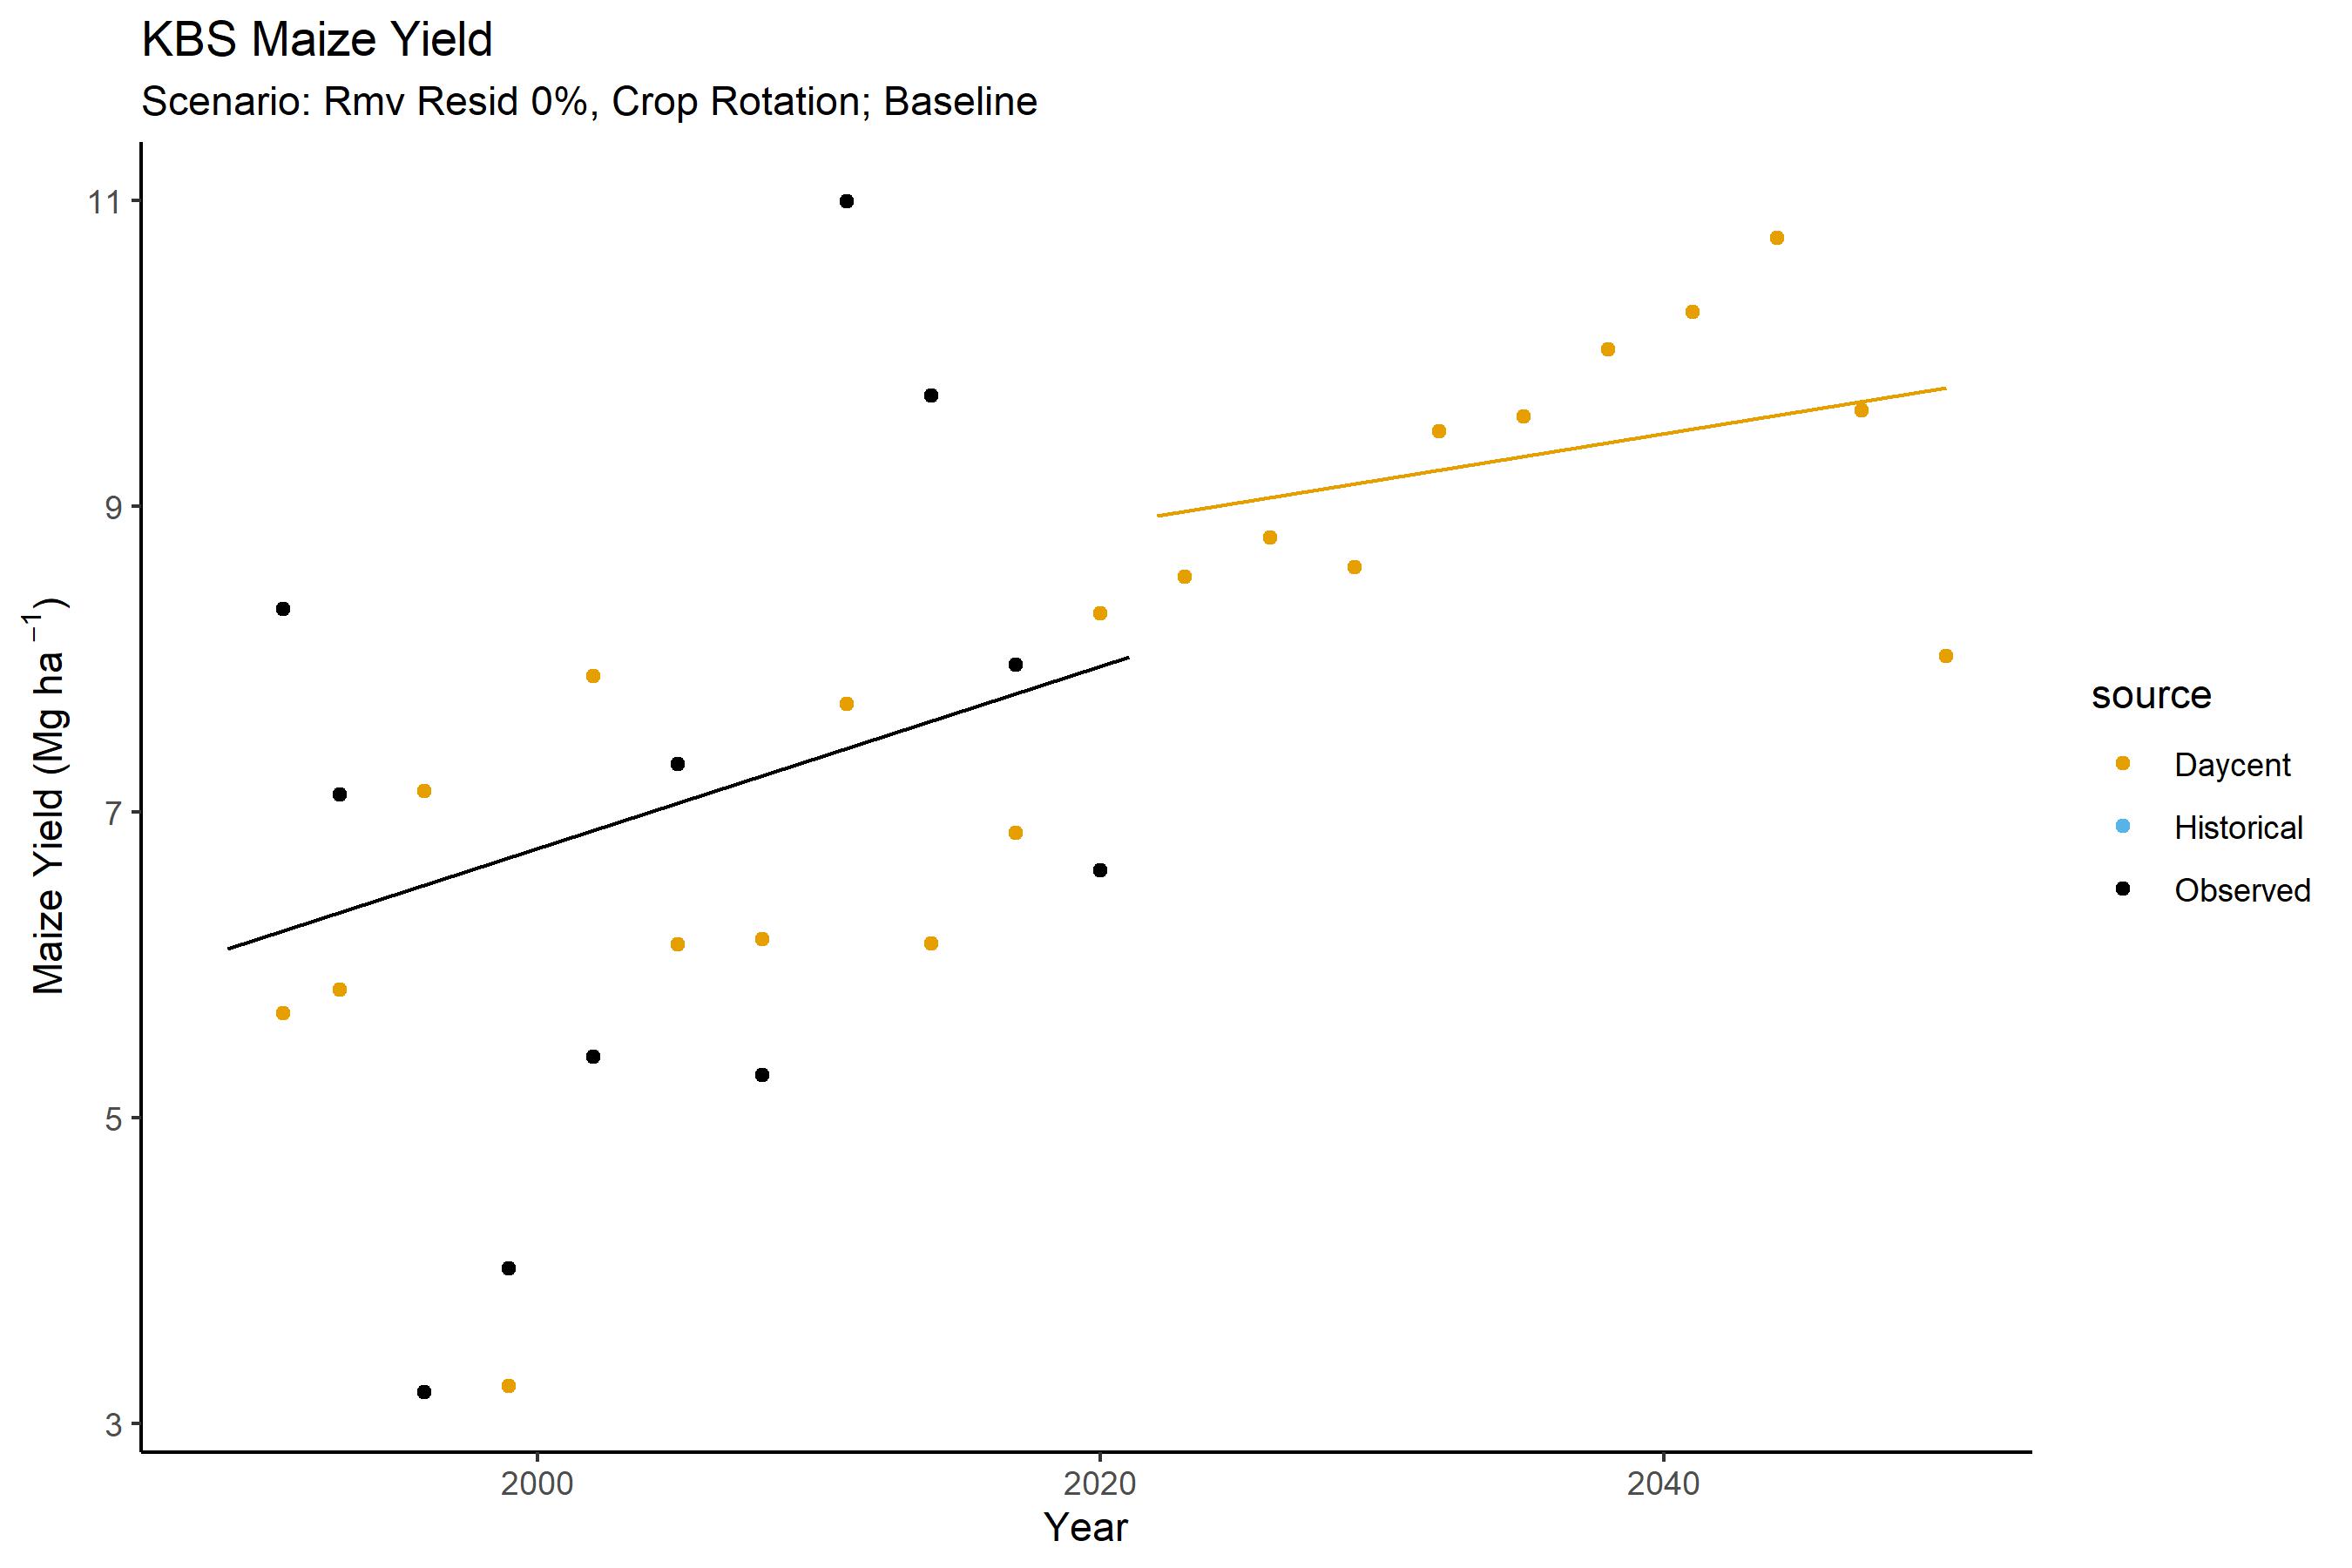 KBS Maize Yield
Scenario: Rmv Resid 0%, Crop Rotation; Baseline
Maize Yield (Mg ha ⁻¹)
11
9
7
5
3
2000
2020
2040
Year
source
Daycent
Historical
Observed